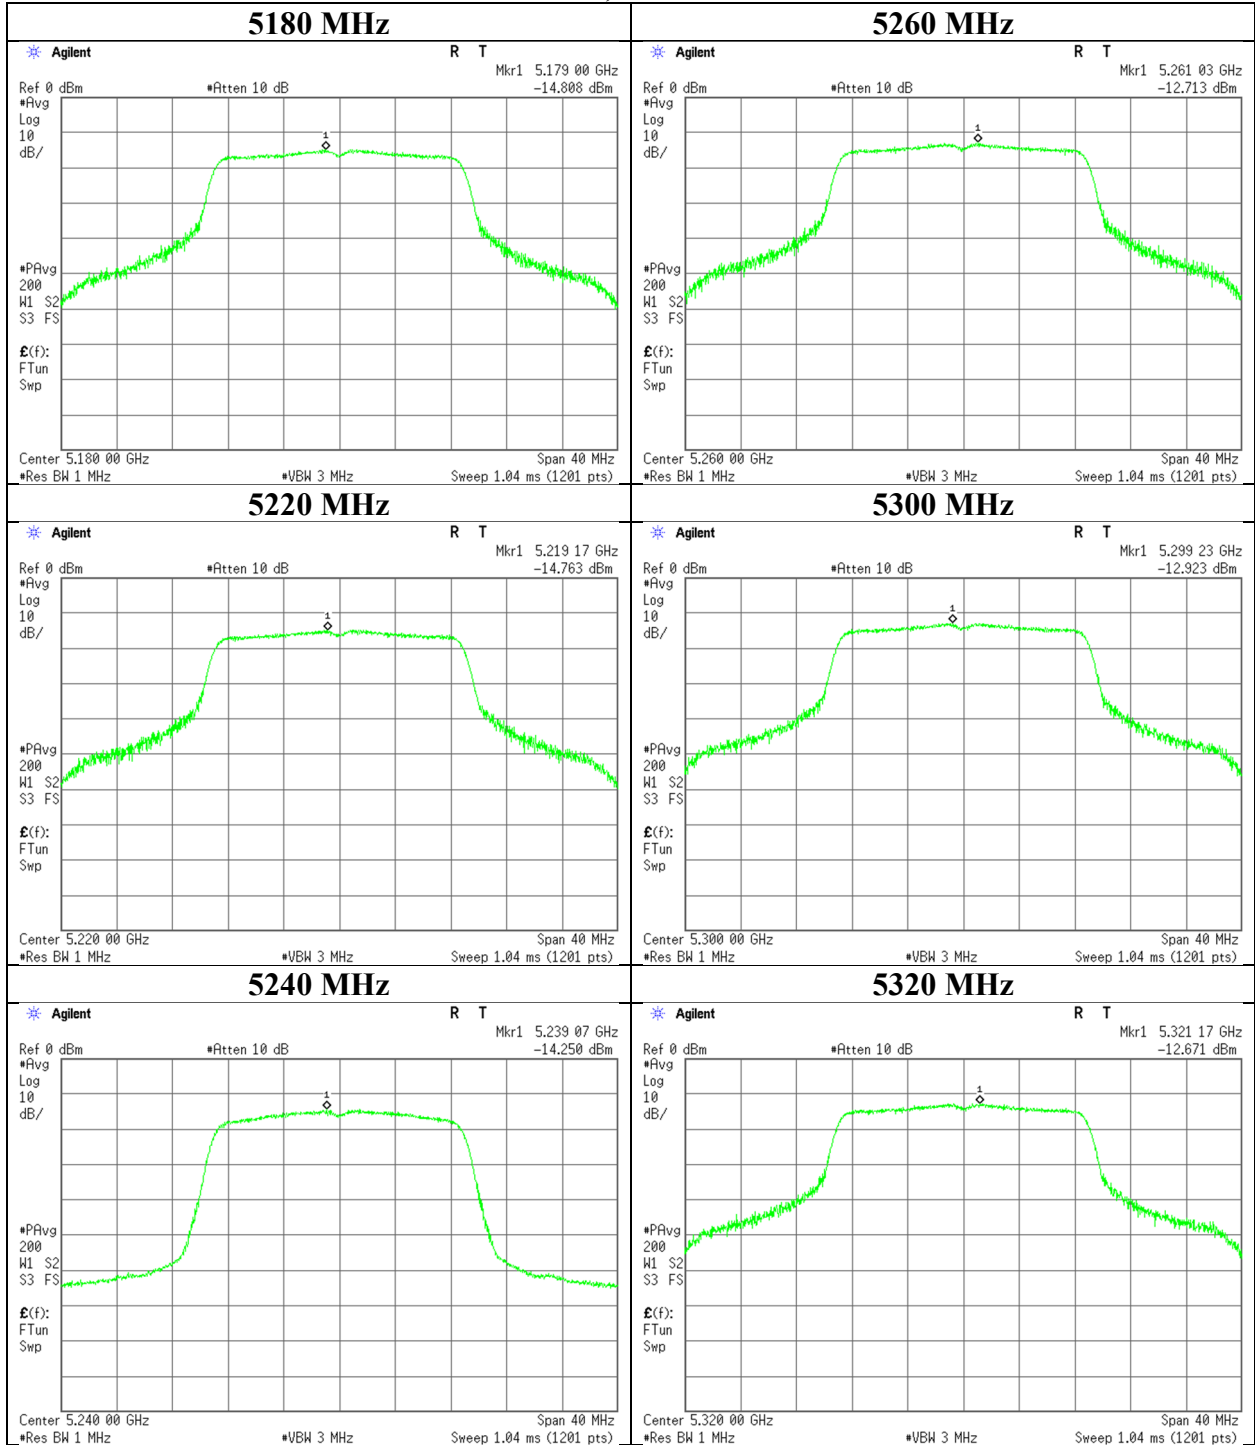 5180 MHz
Agilent R T
Mkr1 5.179 00 GHz
Ref 0 dBm #Atten 10 dB -14.808 dBm
#Avg
Log
10
dB/
1
#PAvg
200
W1 S2
S3 FS
£(f):
FTun
Swp
Center 5.180 00 GHz Span 40 MHz
#Res BW 1 MHz #VBW 3 MHz Sweep 1.04 ms (1201 pts)
5260 MHz
Agilent R T
Mkr1 5.261 03 GHz
Ref 0 dBm #Atten 10 dB -12.713 dBm
#Avg
Log
10
dB/
1
#PAvg
200
W1 S2
S3 FS
£(f):
FTun
Swp
Center 5.260 00 GHz Span 40 MHz
#Res BW 1 MHz #VBW 3 MHz Sweep 1.04 ms (1201 pts)
5220 MHz
Agilent R T
Mkr1 5.219 17 GHz
Ref 0 dBm #Atten 10 dB -14.763 dBm
#Avg
Log
10
dB/
1
#PAvg
200
W1 S2
S3 FS
£(f):
FTun
Swp
Center 5.220 00 GHz Span 40 MHz
#Res BW 1 MHz #VBW 3 MHz Sweep 1.04 ms (1201 pts)
5300 MHz
Agilent R T
Mkr1 5.299 23 GHz
Ref 0 dBm #Atten 10 dB -12.923 dBm
#Avg
Log
10
dB/
1
#PAvg
200
W1 S2
S3 FS
£(f):
FTun
Swp
Center 5.300 00 GHz Span 40 MHz
#Res BW 1 MHz #VBW 3 MHz Sweep 1.04 ms (1201 pts)
5240 MHz
Agilent R T
Mkr1 5.239 07 GHz
Ref 0 dBm #Atten 10 dB -14.250 dBm
#Avg
Log
10
dB/
1
#PAvg
200
W1 S2
S3 FS
£(f):
FTun
Swp
Center 5.240 00 GHz Span 40 MHz
#Res BW 1 MHz #VBW 3 MHz Sweep 1.04 ms (1201 pts)
5320 MHz
Agilent R T
Mkr1 5.321 17 GHz
Ref 0 dBm #Atten 10 dB -12.671 dBm
#Avg
Log
10
dB/
1
#PAvg
200
W1 S2
S3 FS
£(f):
FTun
Swp
Center 5.320 00 GHz Span 40 MHz
#Res BW 1 MHz #VBW 3 MHz Sweep 1.04 ms (1201 pts)